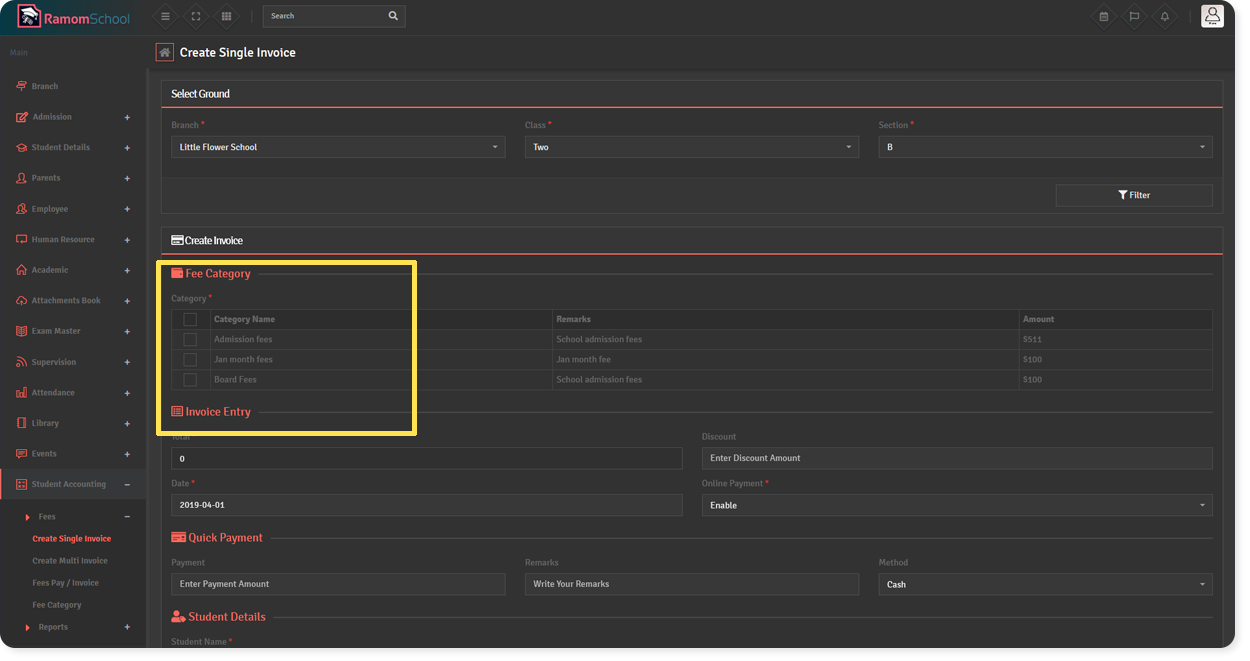 RamomSchool
Search
Main
Create Single Invoice
Branch
Admission +
Student Details +
Parents +
Employee +
Human Resource +
Academic +
Attachments Book +
Exam Master +
Supervision +
Attendance +
Library +
Events +
Student Accounting −
Fees −
Create Single Invoice
Create Multi Invoice
Fees Pay / Invoice
Fee Category
Reports +
Select Ground
Branch * Class * Section *
Little Flower School Two B
Filter
Create Invoice
Fee Category
Category *
Category Name Remarks Amount
Admission fees School admission fees $511
Jan month fees Jan month fee $100
Board Fees School admission fees $100
Invoice Entry
Total Discount
0 Enter Discount Amount
Date * Online Payment *
2019-04-01 Enable
Quick Payment
Payment Remarks Method
Enter Payment Amount Write Your Remarks Cash
Student Details
Student Name *